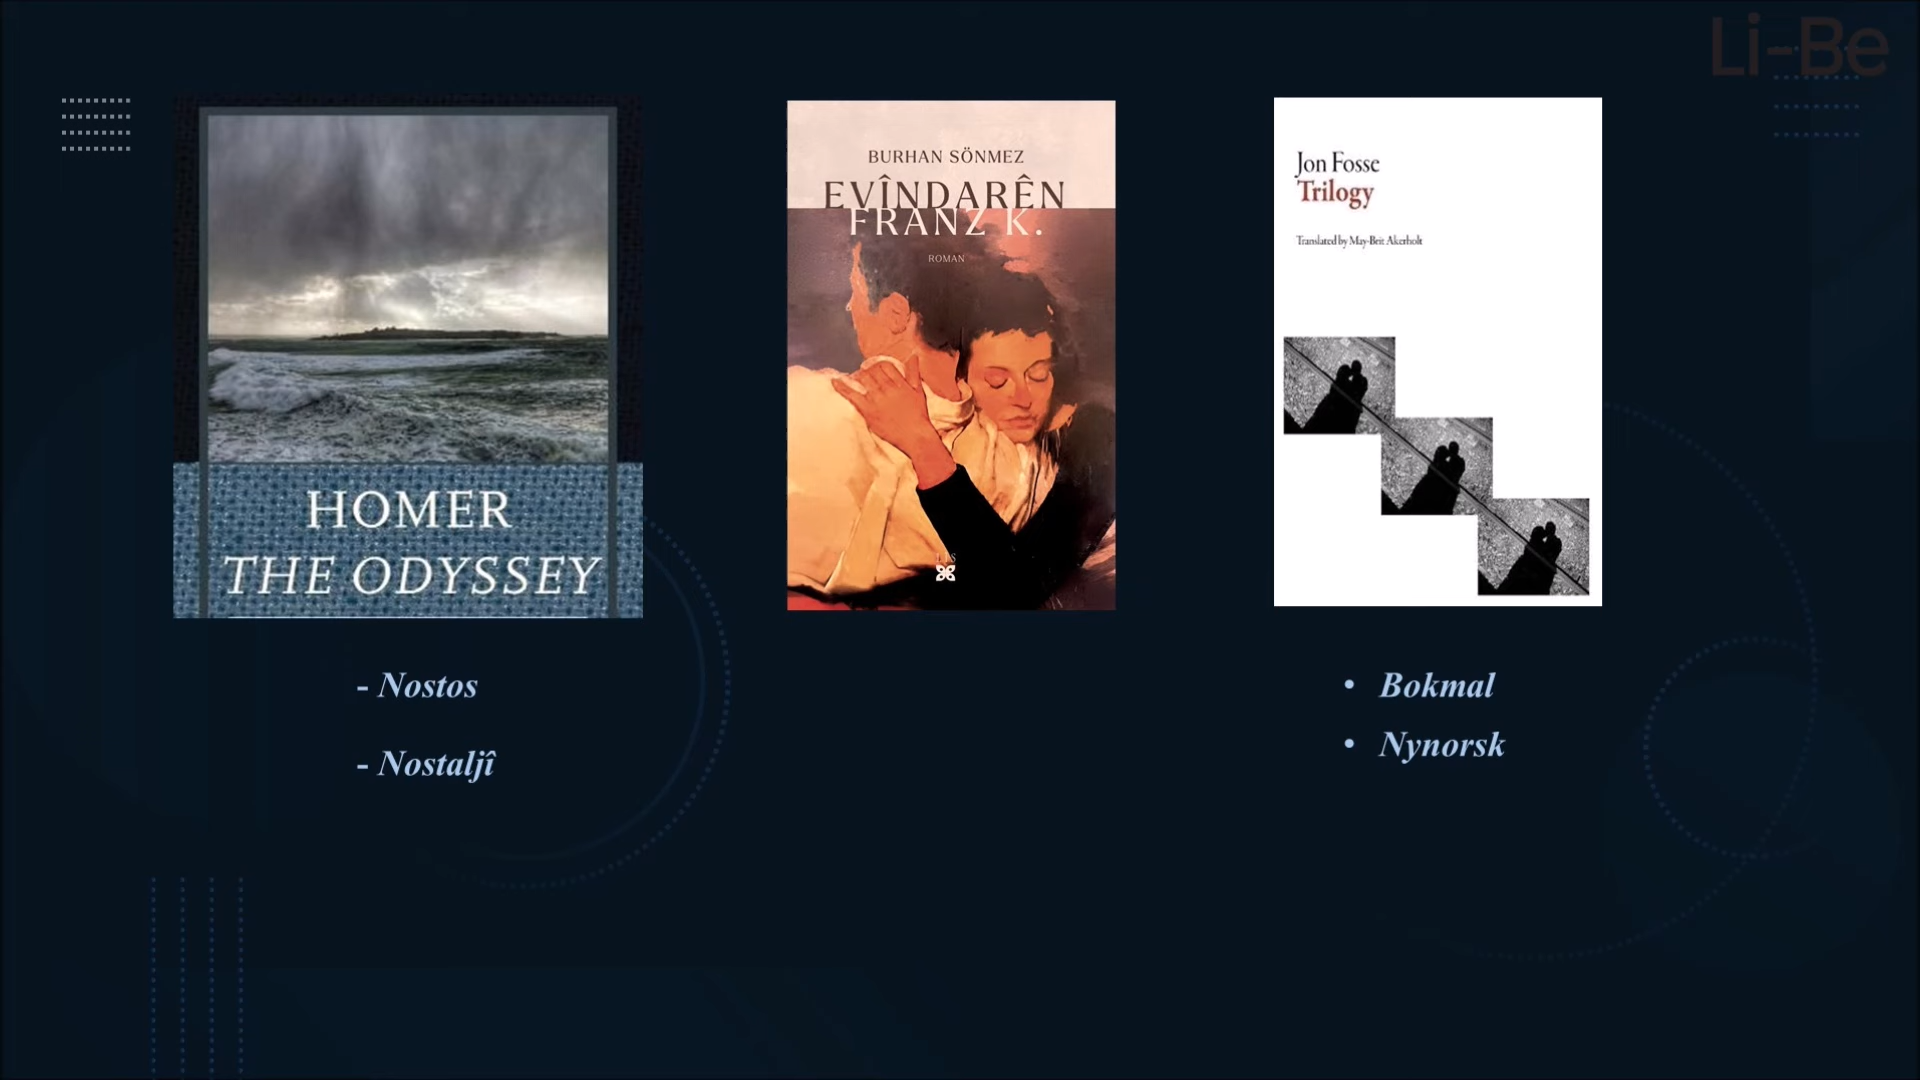 Li-Be
HOMER
THE ODYSSEY
- Nostos
- Nostaljî
BURHAN SÖNMEZ
EVÎNDARÊN
FRANZ K.
ROMAN
LÎS
Jon Fosse
Trilogy
Translated by May-Brit Akerholt
• Bokmal
• Nynorsk